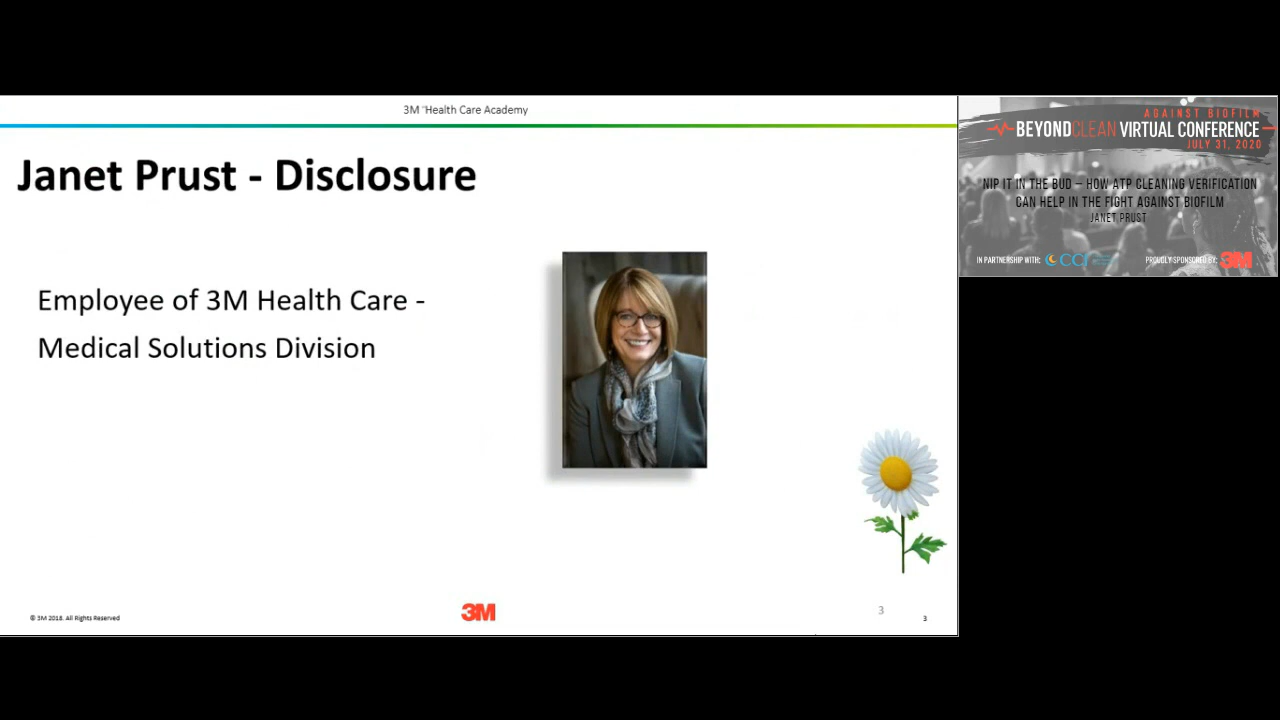 3M ¨Health Care Academy
Janet Prust - Disclosure
Employee of 3M Health Care -
Medical Solutions Division
© 3M 2018. All Rights Reserved
3M
3
3
AGAINST BIOFILM
BEYONDCLEAN VIRTUAL CONFERENCE
JULY 31, 2020
NIP IT IN THE BUD – HOW ATP CLEANING VERIFICATION
CAN HELP IN THE FIGHT AGAINST BIOFILM
JANET PRUST
IN PARTNERSHIP WITH: CCI
PROUDLY SPONSORED BY: 3M